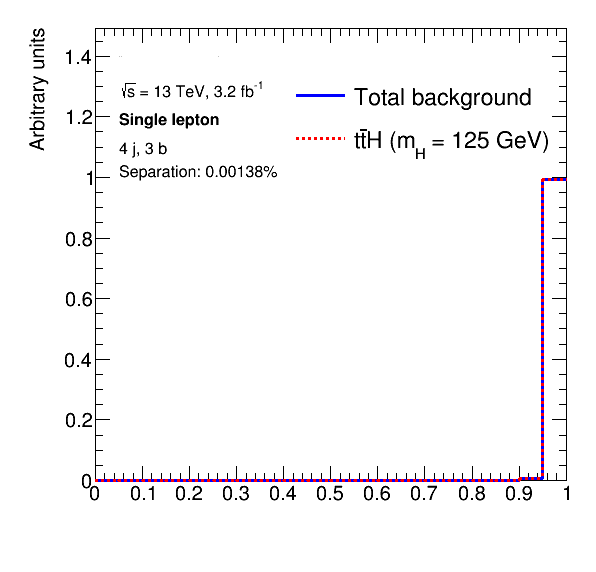 Arbitrary units
√s = 13 TeV, 3.2 fb⁻¹
Single lepton
4 j, 3 b
Separation: 0.00138%
Total background
tt̄H (m_H = 125 GeV)
1.4
1.2
1
0.8
0.6
0.4
0.2
0
0 0.1 0.2 0.3 0.4 0.5 0.6 0.7 0.8 0.9 1